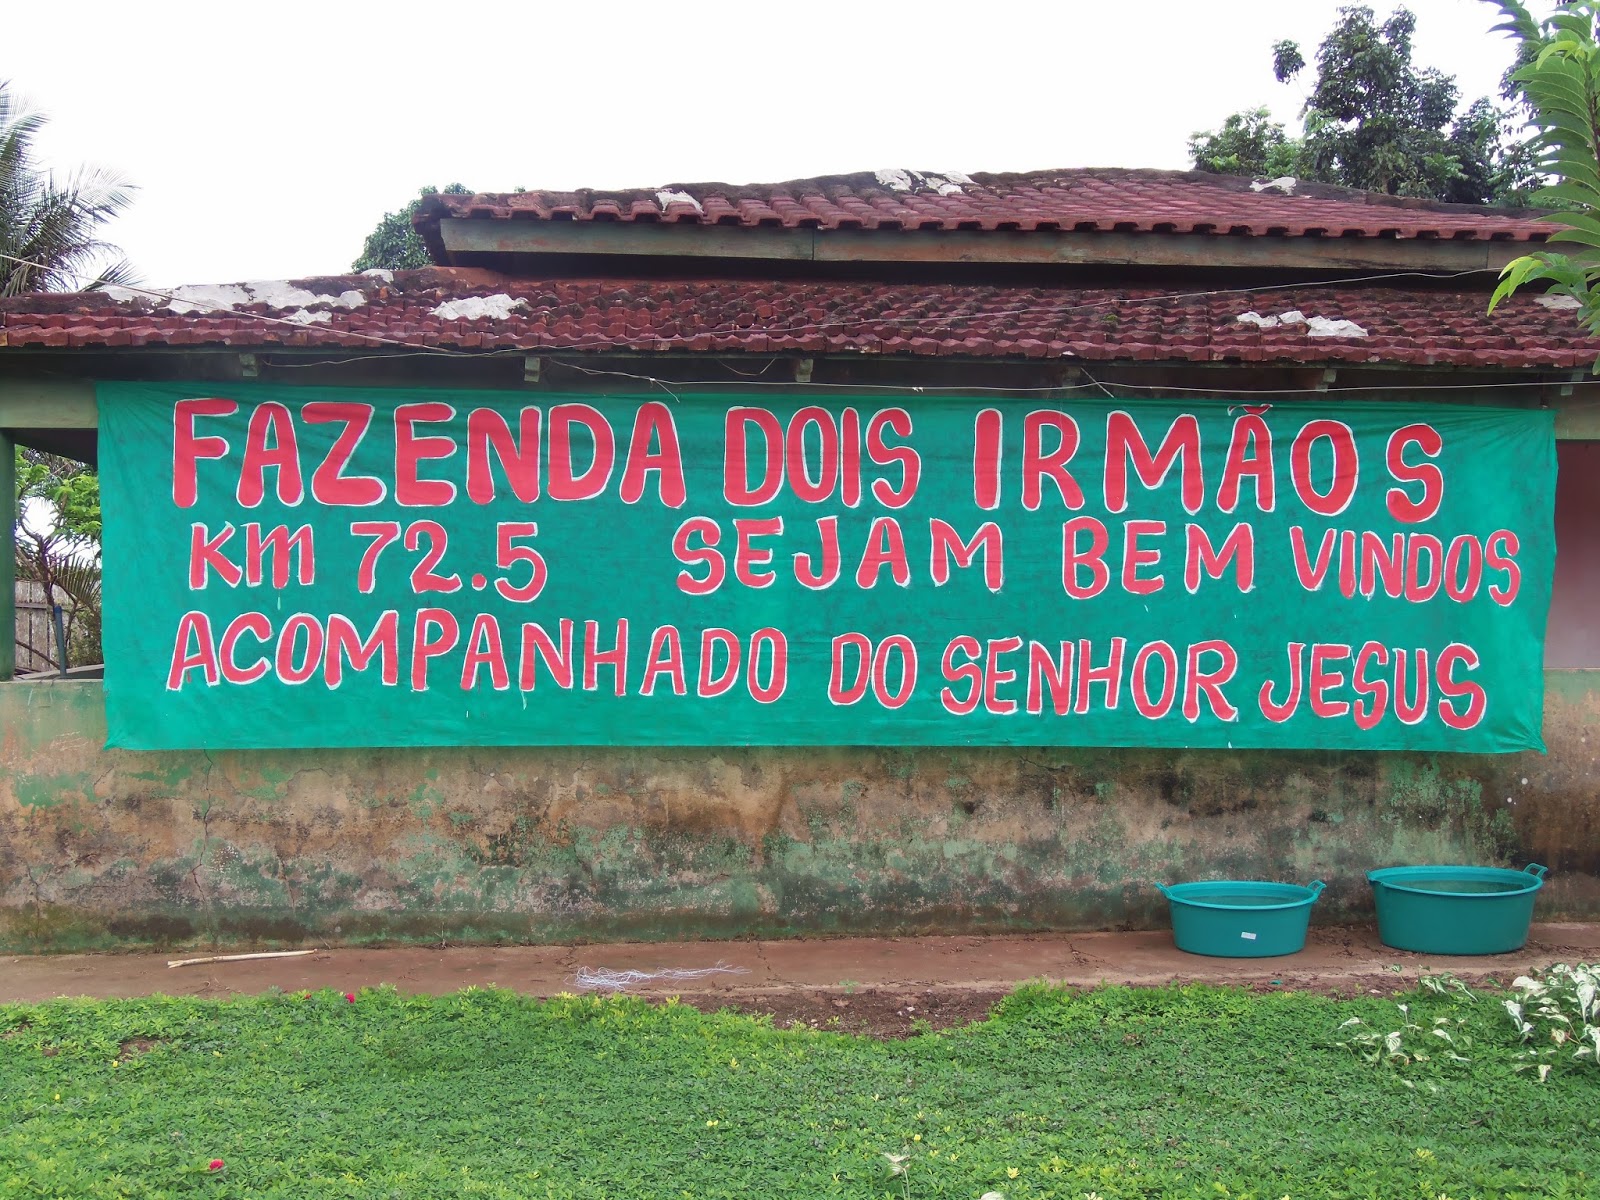 FAZENDA DOIS IRMÃOS
KM 72.5 SEJAM BEM VINDOS
ACOMPANHADO DO SENHOR JESUS